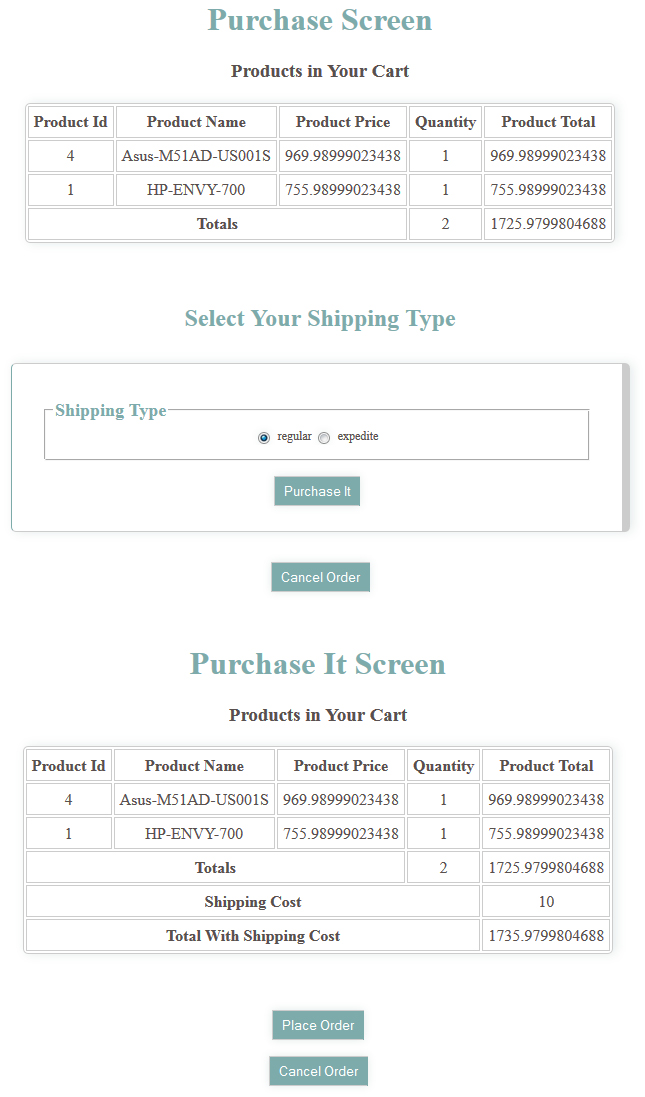 Purchase Screen
Products in Your Cart
Product Id Product Name Product Price Quantity Product Total
4 Asus-M51AD-US001S 969.98999023438 1 969.98999023438
1 HP-ENVY-700 755.98999023438 1 755.98999023438
Totals 2 1725.9799804688
Select Your Shipping Type
Shipping Type
regular expedite
Purchase It
Cancel Order
Purchase It Screen
Products in Your Cart
Product Id Product Name Product Price Quantity Product Total
4 Asus-M51AD-US001S 969.98999023438 1 969.98999023438
1 HP-ENVY-700 755.98999023438 1 755.98999023438
Totals 2 1725.9799804688
Shipping Cost 10
Total With Shipping Cost 1735.9799804688
Place Order
Cancel Order